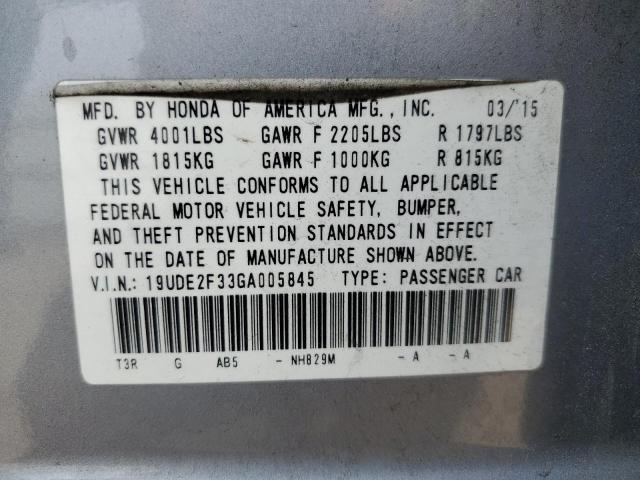 MFD. BY HONDA OF AMERICA MFG., INC. 03/'15
GVWR 4001LBS GAWR F 2205LBS R 1797LBS
GVWR 1815KG GAWR F 1000KG R 815KG
THIS VEHICLE CONFORMS TO ALL APPLICABLE
FEDERAL MOTOR VEHICLE SAFETY, BUMPER,
AND THEFT PREVENTION STANDARDS IN EFFECT
ON THE DATE OF MANUFACTURE SHOWN ABOVE.
V.I.N.: 19UDE2F33GA005845 TYPE: PASSENGER CAR
T3R G AB5 - NH829M - A - A